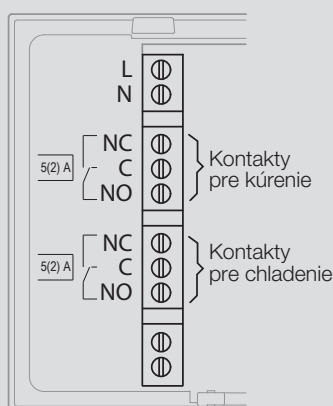 L
N
NC
5(2) A
C
NO
Kontakty
pre kúrenie
NC
5(2) A
C
NO
Kontakty
pre chladenie